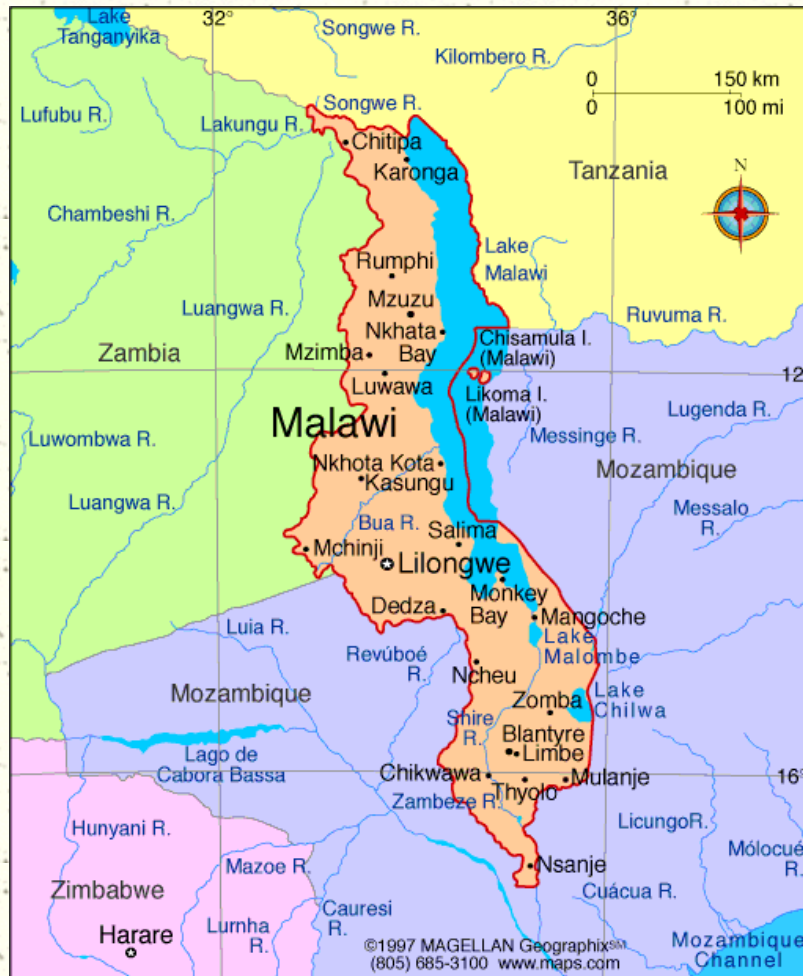 Lake
Tanganyika
32°
36°
Songwe R.
Kilombero R.
0 150 km
0 100 mi
Lufubu R.
Songwe R.
Lakungu R.
Chitipa
Karonga
Tanzania
N
Chambeshi R.
Lake
Malawi
Rumphi
Luangwa R.
Mzuzu
Ruvuma R.
Nkhata
Bay
Chisamula I.
(Malawi)
Zambia
Mzimba
12
Luwawa
Likoma I.
(Malawi)
Malawi
Lugenda R.
Luwombwa R.
Messinge R.
Nkhota Kota
Mozambique
Kasungu
Luangwa R.
Messalo
R.
Bua R.
Salima
Mchinji
Lilongwe
Monkey
Bay
Dedza
Mangoche
Luia R.
Lake
Malombe
Revúboé
R.
Ncheu
Mozambique
Zomba
Lake
Chilwa
Shire
R.
Blantyre
Limbe
Lago de
Cabora Bassa
Chikwawa
Mulanje
16°
Thyolo
Zambeze R.
Hunyani R.
LicungoR.
Mólocué
R.
Mazoe R.
Nsanje
Zimbabwe
Cuácua R.
Cauresi
R.
Lurnha
R.
Harare
Mozambique
Channel
©1997 MAGELLAN Geographix℠
(805) 685-3100 www.maps.com